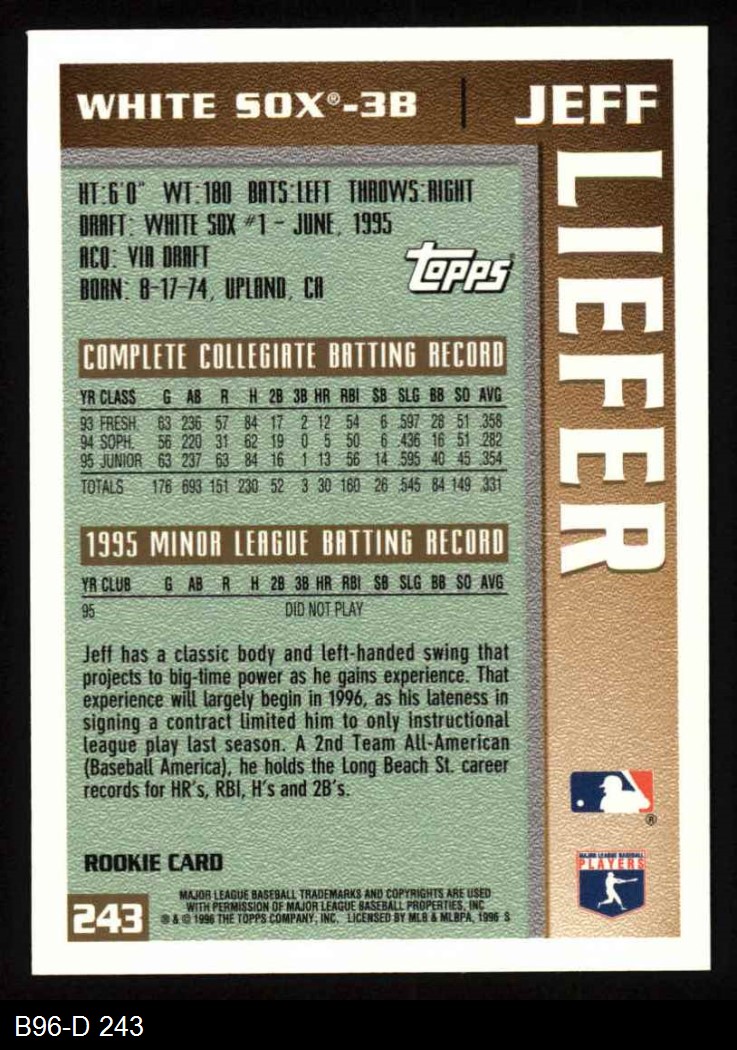 WHITE SOX®-3B | JEFF
LIEFER
HT:6'0" WT:180 BATS:LEFT THROWS:RIGHT
DRAFT: WHITE SOX #1 - JUNE, 1995
ACQ: VIA DRAFT
BORN: 8-17-74, UPLAND, CA
topps
COMPLETE COLLEGIATE BATTING RECORD
YR CLASS G AB R H 2B 3B HR RBI SB SLG BB SO AVG
93 FRESH. 63 236 57 84 17 2 12 54 6 .597 28 51 .358
94 SOPH. 56 220 31 62 19 0 5 50 6 .436 16 51 .282
95 JUNIOR 63 237 63 84 16 1 13 56 14 .595 40 45 .354
TOTALS 176 693 151 230 52 3 30 160 26 .545 84 149 .331
1995 MINOR LEAGUE BATTING RECORD
YR CLUB G AB R H 2B 3B HR RBI SB SLG BB SO AVG
95 DID NOT PLAY
Jeff has a classic body and left-handed swing that
projects to big-time power as he gains experience. That
experience will largely begin in 1996, as his lateness in
signing a contract limited him to only Instructional
league play last season. A 2nd Team All-American
(Baseball America), he holds the Long Beach St. career
records for HR's, RBI, H's and 2B's.
®
MAJOR LEAGUE BASEBALL
PLAYERS
ROOKIE CARD
243
MAJOR LEAGUE BASEBALL TRADEMARKS AND COPYRIGHTS ARE USED
WITH PERMISSION OF MAJOR LEAGUE BASEBALL PROPERTIES, INC
® & © 1996 THE TOPPS COMPANY, INC. LICENSED BY MLB & MLBPA, 1996 S
B96-D 243